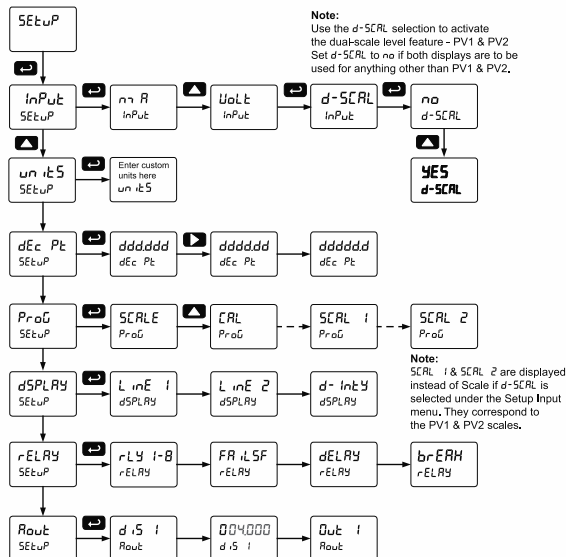 SEtuP
Note:
Use the d-SCAL selection to activate
the dual-scale level feature - PV1 & PV2
Set d-SCAL to no if both displays are to be
used for anything other than PV1 & PV2.
InPut
SEtuP
mA
InPut
VoLt
InPut
d-SCAL
InPut
no
d-SCAL
unitS
SEtuP
Enter custom
units here
unitS
YES
d-SCAL
dEc Pt
SEtuP
ddd.ddd
dEc Pt
dddd.dd
dEc Pt
ddddd.d
dEc Pt
ProG
SEtuP
SCALE
ProG
CAL
ProG
SCAL 1
ProG
SCAL 2
ProG
Note:
SCAL 1 & SCAL 2 are displayed
instead of Scale if d-SCAL is
selected under the Setup Input
menu. They correspond to
the PV1 & PV2 scales.
dSPLAY
SEtuP
LinE 1
dSPLAY
LinE 2
dSPLAY
d-IntY
dSPLAY
rELAY
SEtuP
rLY 1-8
rELAY
FAiLSF
rELAY
dELAY
rELAY
brEAK
rELAY
Aout
SEtuP
diS 1
Aout
004.000
diS 1
Out 1
Aout